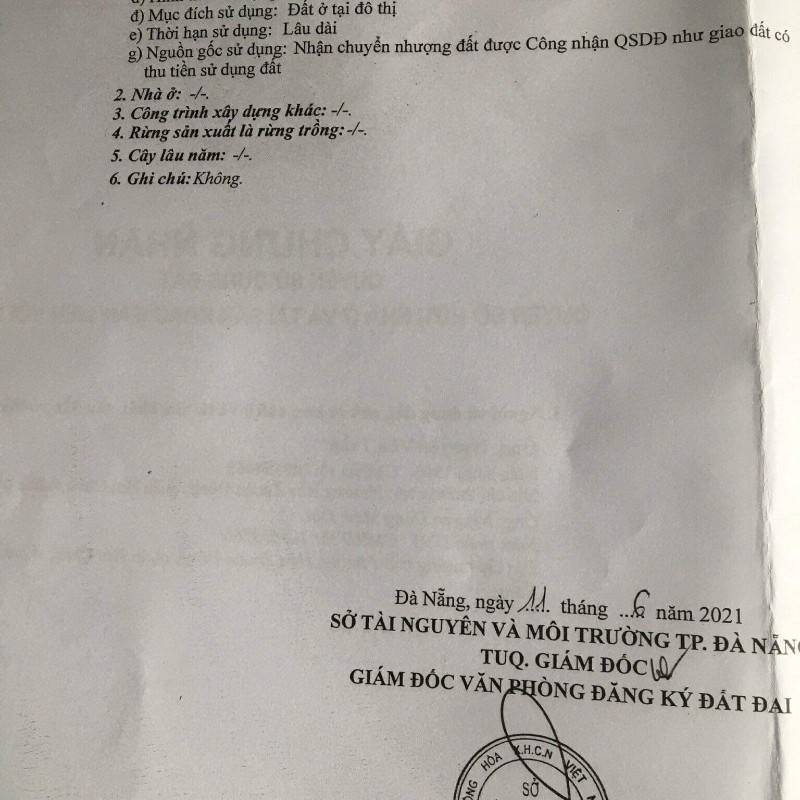 đ) Mục đích sử dụng: Đất ở tại đô thị
e) Thời hạn sử dụng: Lâu dài
g) Nguồn gốc sử dụng: Nhận chuyển nhượng đất được Công nhận QSDĐ như giao đất có
thu tiền sử dụng đất
2. Nhà ở: -/-.
3. Công trình xây dựng khác: -/-.
4. Rừng sản xuất là rừng trồng: -/-.
5. Cây lâu năm: -/-.
6. Ghi chú: Không.
Đà Nẵng, ngày 11 tháng 6 năm 2021
SỞ TÀI NGUYÊN VÀ MÔI TRƯỜNG TP. ĐÀ NẴNG
TUQ. GIÁM ĐỐC
GIÁM ĐỐC VĂN PHÒNG ĐĂNG KÝ ĐẤT ĐAI
HÒA X.H.C.N VIỆT
SỞ